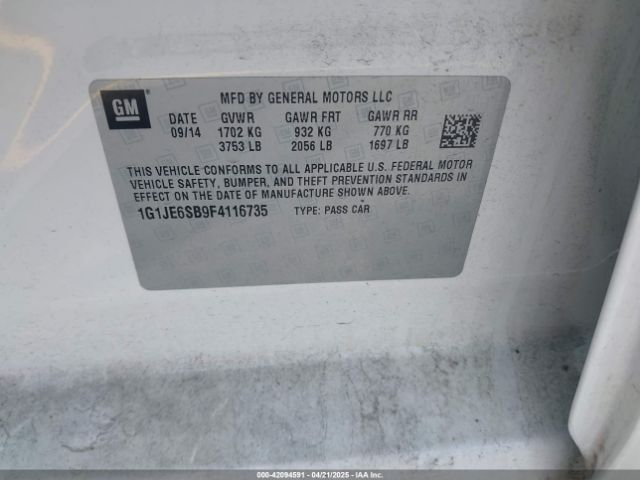 GM
MFD BY GENERAL MOTORS LLC
DATE GVWR GAWR FRT GAWR RR
09/14 1702 KG 932 KG 770 KG
3753 LB 2056 LB 1697 LB
THIS VEHICLE CONFORMS TO ALL APPLICABLE U.S. FEDERAL MOTOR
VEHICLE SAFETY, BUMPER, AND THEFT PREVENTION STANDARDS IN
EFFECT ON THE DATE OF MANUFACTURE SHOWN ABOVE.
1G1JE6SB9F4116735 TYPE: PASS CAR
000-42094591 - 04/21/2025 - IAAI.COM